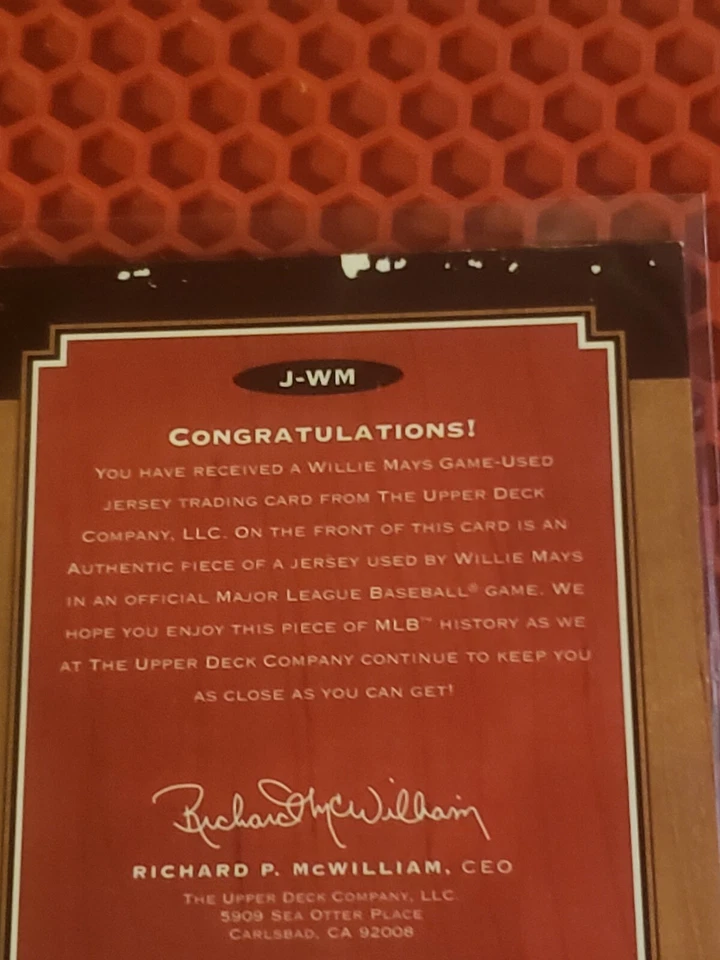 J-WM
CONGRATULATIONS!
YOU HAVE RECEIVED A WILLIE MAYS GAME-USED
JERSEY TRADING CARD FROM THE UPPER DECK
COMPANY, LLC. ON THE FRONT OF THIS CARD IS AN
AUTHENTIC PIECE OF A JERSEY USED BY WILLIE MAYS
IN AN OFFICIAL MAJOR LEAGUE BASEBALL® GAME. WE
HOPE YOU ENJOY THIS PIECE OF MLB™ HISTORY AS WE
AT THE UPPER DECK COMPANY CONTINUE TO KEEP YOU
AS CLOSE AS YOU CAN GET!
Richard McWilliam
RICHARD P. MCWILLIAM, CEO
THE UPPER DECK COMPANY, LLC.
5909 SEA OTTER PLACE
CARLSBAD, CA 92008